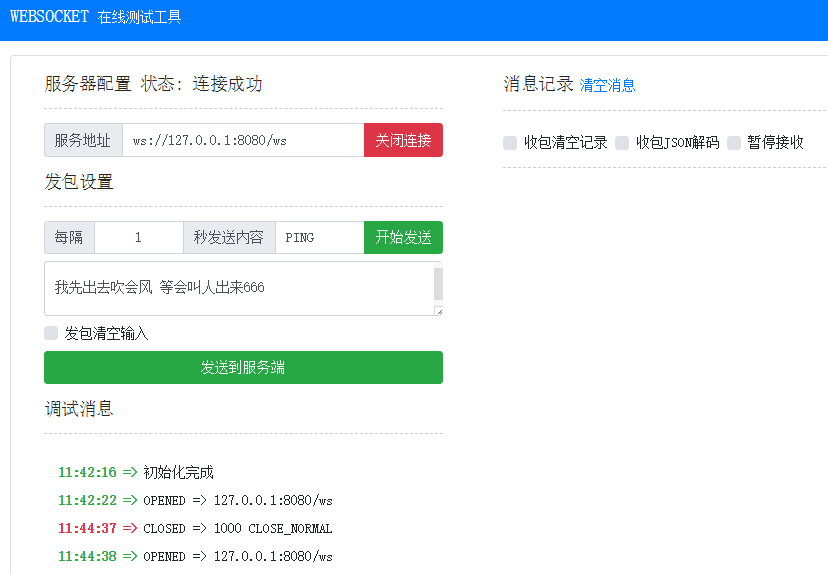 WEBSOCKET 在线测试工具
服务器配置 状态: 连接成功
服务地址 ws://127.0.0.1:8080/ws 关闭连接
发包设置
每隔 1 秒发送内容 PING 开始发送
我先出去吹会风 等会叫人出来666
发包清空输入
发送到服务端
调试消息
11:42:16 => 初始化完成
11:42:22 => OPENED => 127.0.0.1:8080/ws
11:44:37 => CLOSED => 1000 CLOSE_NORMAL
11:44:38 => OPENED => 127.0.0.1:8080/ws
消息记录 清空消息
收包清空记录 收包JSON解码 暂停接收